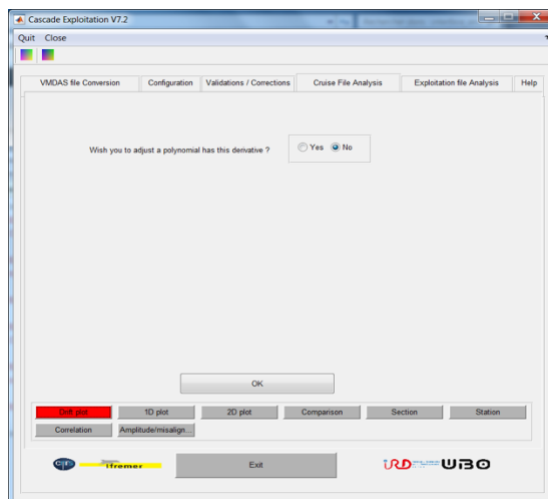 Cascade Exploitation V7.2
Quit Close
VMDAS file Conversion Configuration Validations / Corrections Cruise File Analysis Exploitation file Analysis Help
Wish you to adjust a polynomial has this derivative ? Yes No
OK
Drift plot 1D plot 2D plot Comparison Section Station
Correlation Amplitude/misalign...
Ifremer Exit IRD UBO